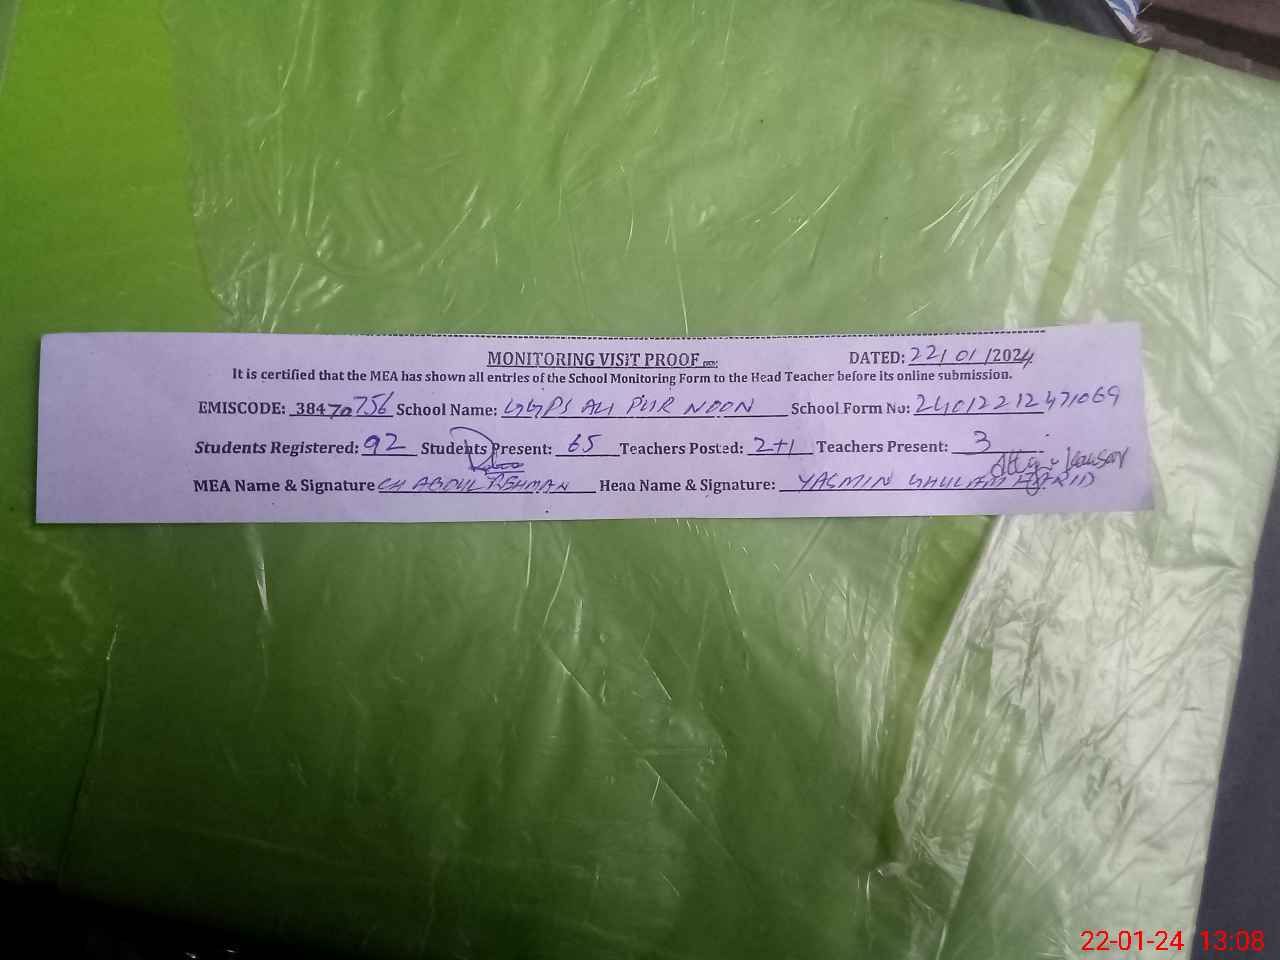 MONITORING VISIT PROOF DATED: 22/01/2024
It is certified that the MEA has shown all entries of the School Monitoring Form to the Head Teacher before its online submission.
EMISCODE: 38470756 School Name: GGPS ALI PUR NOON School Form No: 24012212471069
Students Registered: 92 Students Present: 65 Teachers Posted: 2+1 Teachers Present: 3
MEA Name & Signature CH ABDUL REHMAN Head Name & Signature: YASMIN GHULAM FARID
22-01-24 13:08